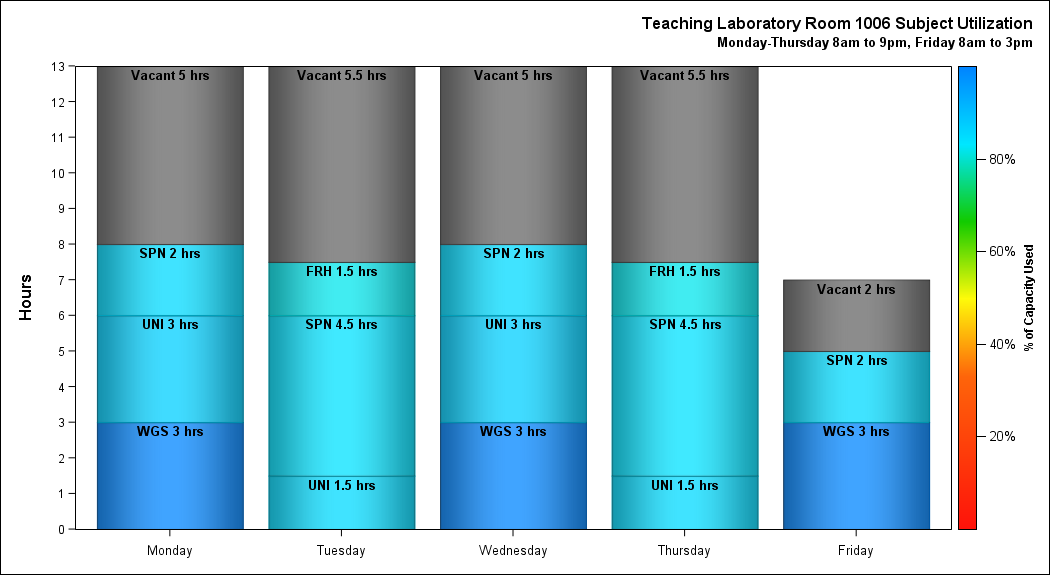 Teaching Laboratory Room 1006 Subject Utilization
Monday-Thursday 8am to 9pm, Friday 8am to 3pm
13
12
11
10
9
8
7
6
5
4
3
2
1
0
Hours
Vacant 5 hrs
SPN 2 hrs
UNI 3 hrs
WGS 3 hrs
Vacant 5.5 hrs
FRH 1.5 hrs
SPN 4.5 hrs
UNI 1.5 hrs
Vacant 5 hrs
SPN 2 hrs
UNI 3 hrs
WGS 3 hrs
Vacant 5.5 hrs
FRH 1.5 hrs
SPN 4.5 hrs
UNI 1.5 hrs
Vacant 2 hrs
SPN 2 hrs
WGS 3 hrs
Monday
Tuesday
Wednesday
Thursday
Friday
80%
60%
40%
20%
% of Capacity Used